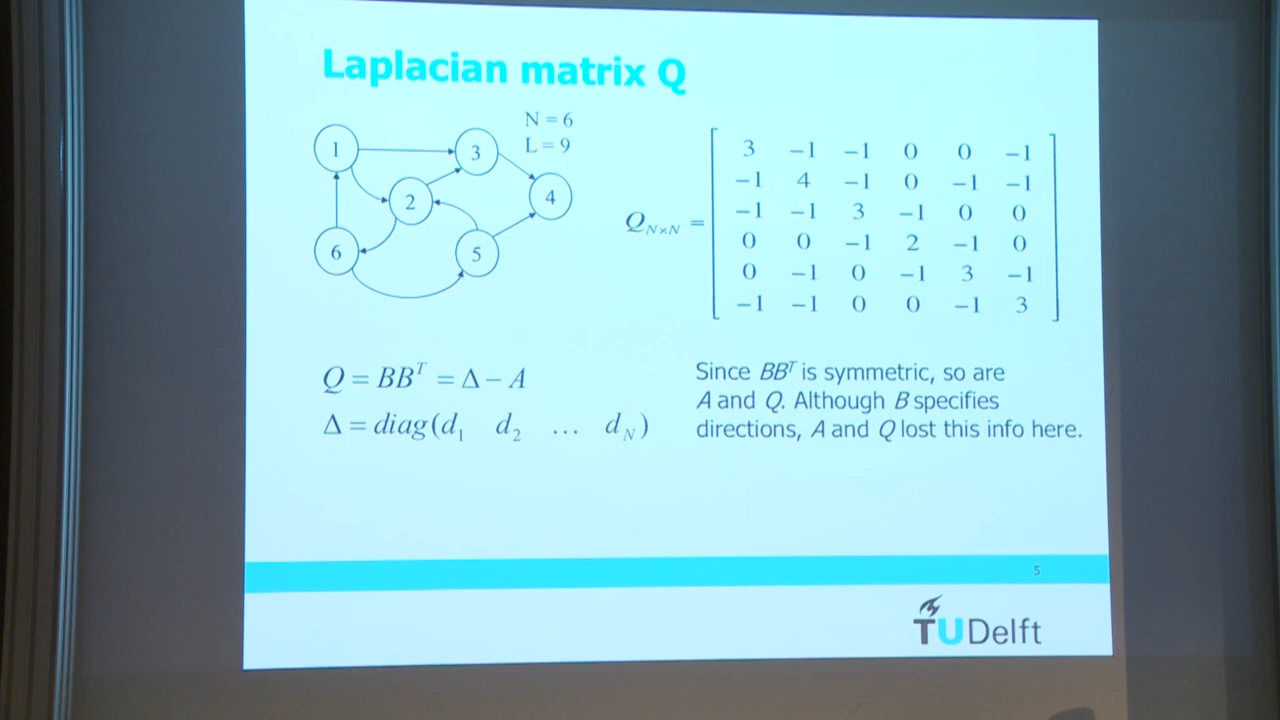 Laplacian matrix Q
N = 6
L = 9
1
3
2
4
6
5
Q_{N×N} =
3 −1 −1 0 0 −1
−1 4 −1 0 −1 −1
−1 −1 3 −1 0 0
0 0 −1 2 −1 0
0 −1 0 −1 3 −1
−1 −1 0 0 −1 3
Q = BB^T = Δ − A
Δ = diag(d_1 d_2 ... d_N)
Since BB^T is symmetric, so are
A and Q. Although B specifies
directions, A and Q lost this info here.
5
TUDelft